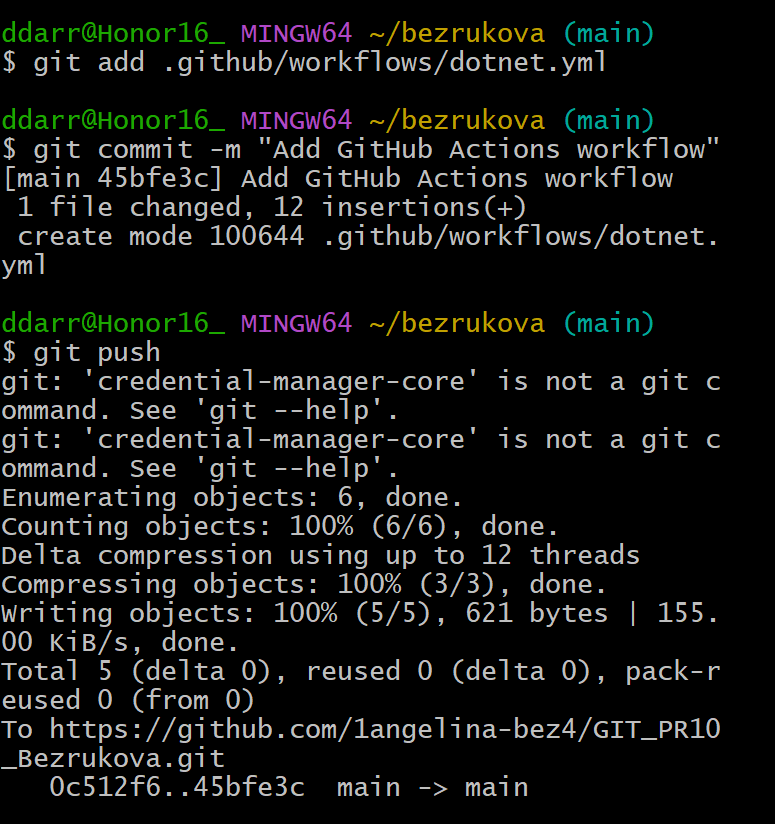 ddarr@Honor16_ MINGW64 ~/bezrukova (main)
$ git add .github/workflows/dotnet.yml
ddarr@Honor16_ MINGW64 ~/bezrukova (main)
$ git commit -m "Add GitHub Actions workflow"
[main 45bfe3c] Add GitHub Actions workflow
 1 file changed, 12 insertions(+)
 create mode 100644 .github/workflows/dotnet.
yml
ddarr@Honor16_ MINGW64 ~/bezrukova (main)
$ git push
git: 'credential-manager-core' is not a git c
ommand. See 'git --help'.
git: 'credential-manager-core' is not a git c
ommand. See 'git --help'.
Enumerating objects: 6, done.
Counting objects: 100% (6/6), done.
Delta compression using up to 12 threads
Compressing objects: 100% (3/3), done.
Writing objects: 100% (5/5), 621 bytes | 155.
00 KiB/s, done.
Total 5 (delta 0), reused 0 (delta 0), pack-r
eused 0 (from 0)
To https://github.com/1angelina-bez4/GIT_PR10
_Bezrukova.git
   0c512f6..45bfe3c  main -> main